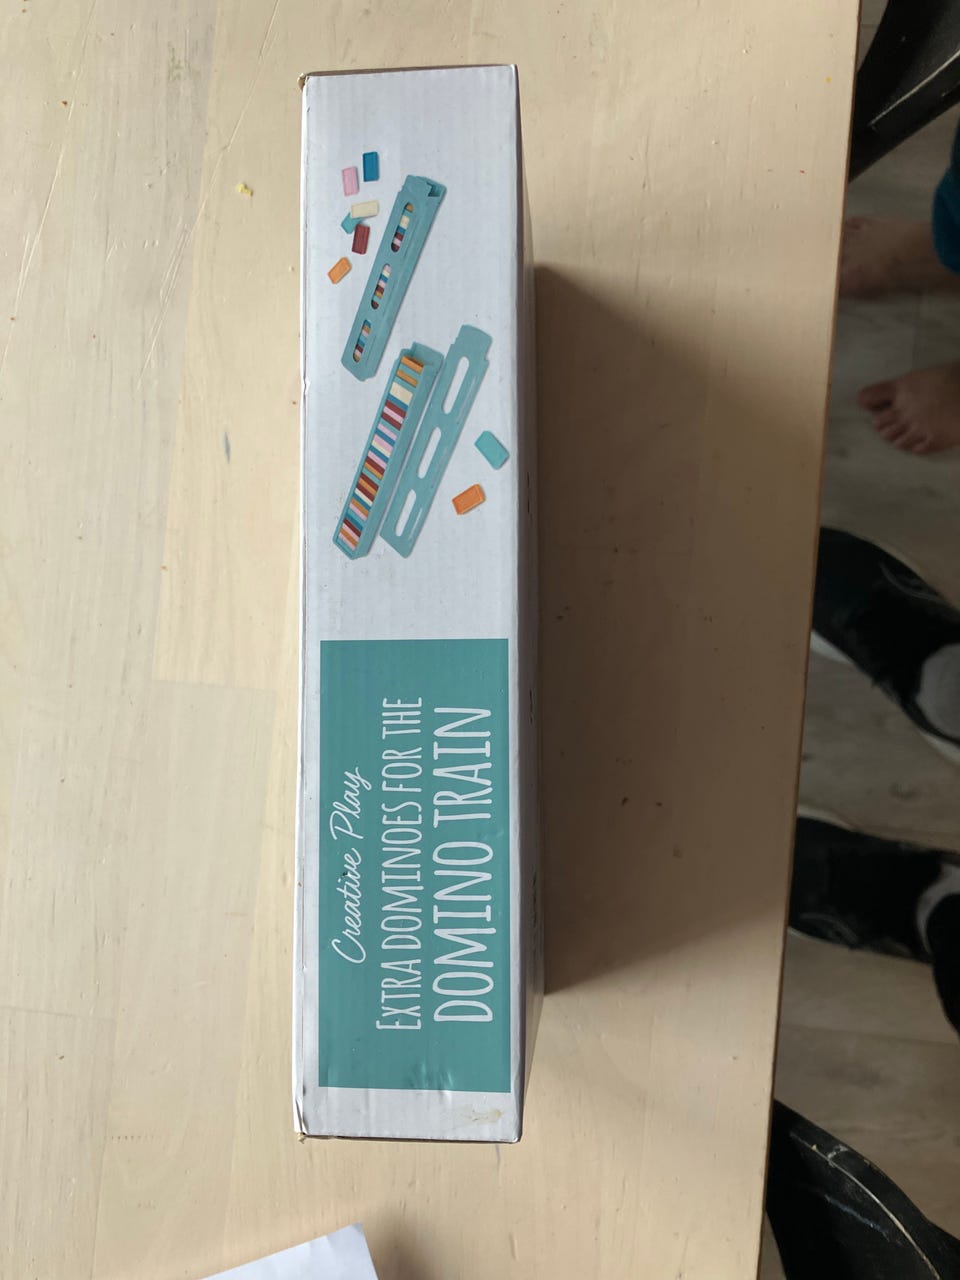 Creative Play
EXTRA DOMINOES FOR THE
DOMINO TRAIN